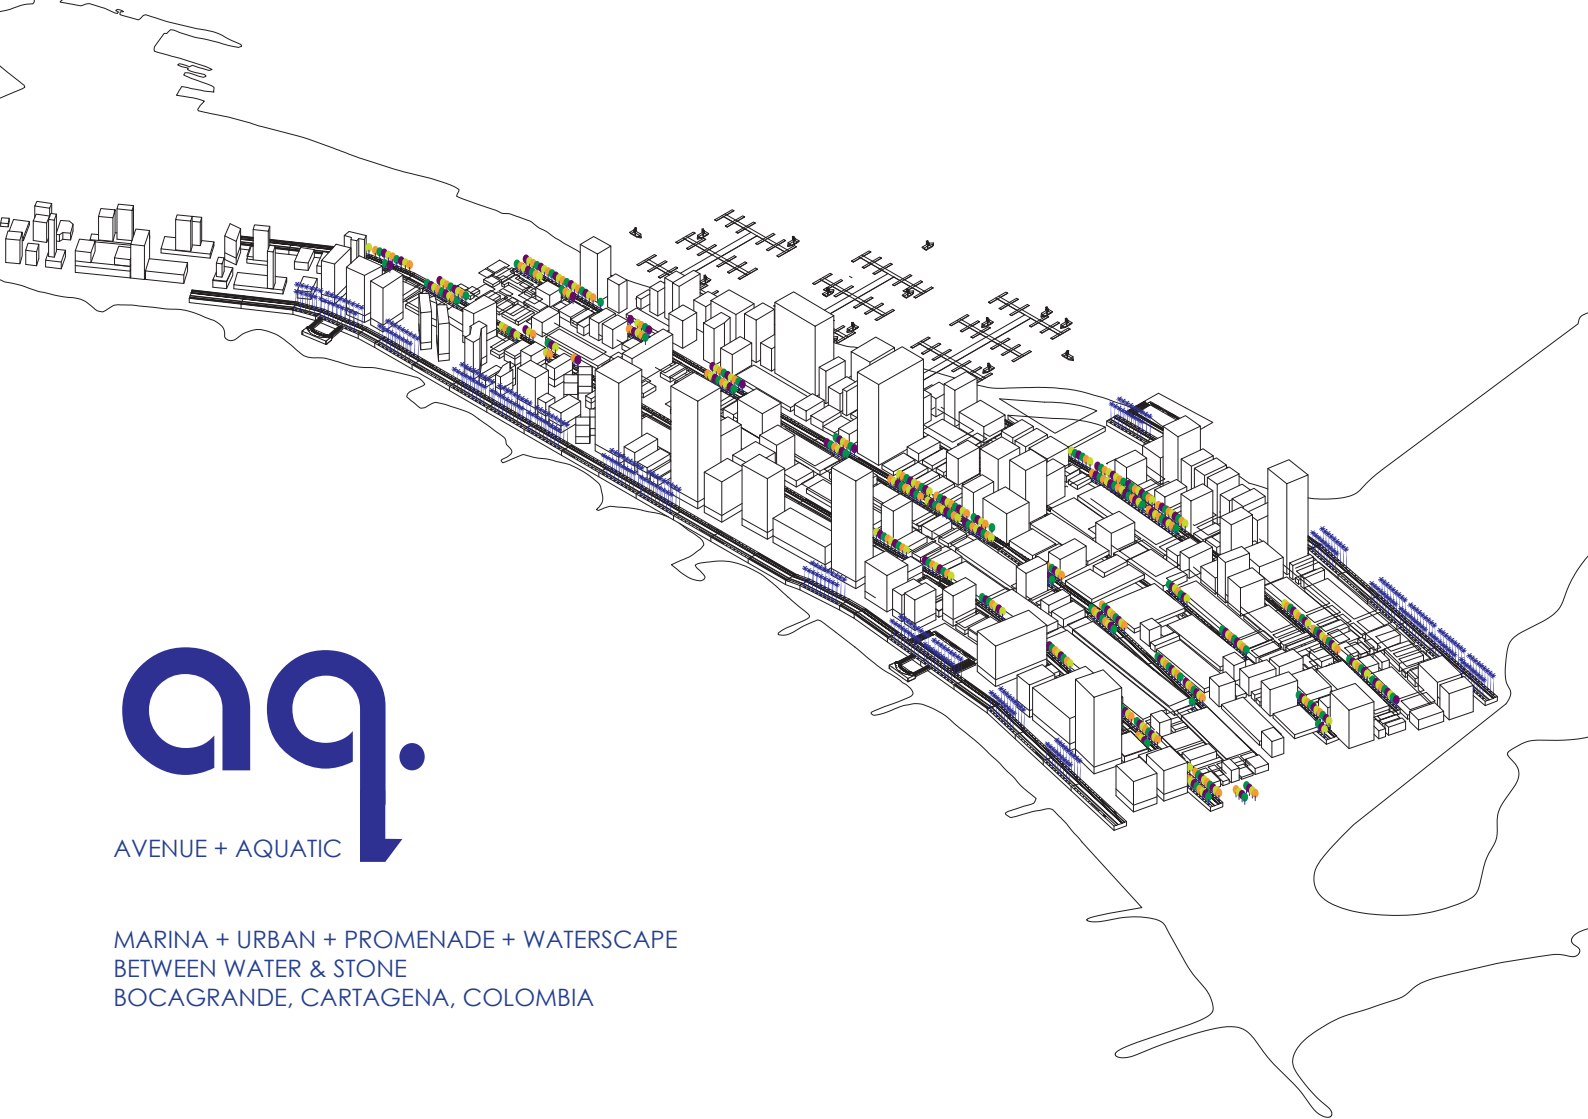 aq.
AVENUE + AQUATIC
MARINA + URBAN + PROMENADE + WATERSCAPE
BETWEEN WATER & STONE
BOCAGRANDE, CARTAGENA, COLOMBIA